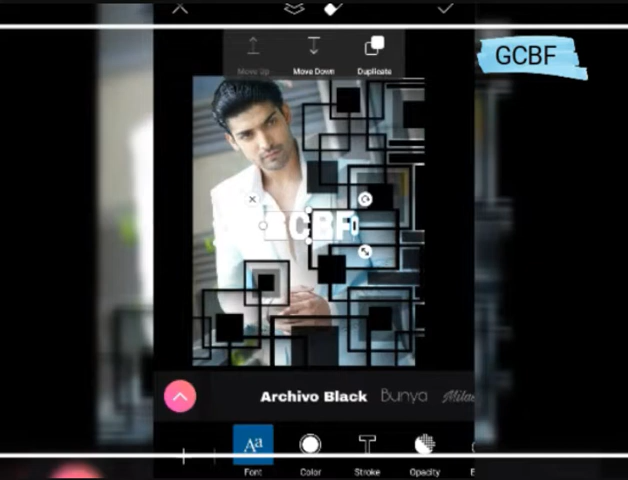 GCBF
Move Up
Move Down
Duplicate
GCBF
Archivo Black
Bunya
Font
Color
Stroke
Opacity